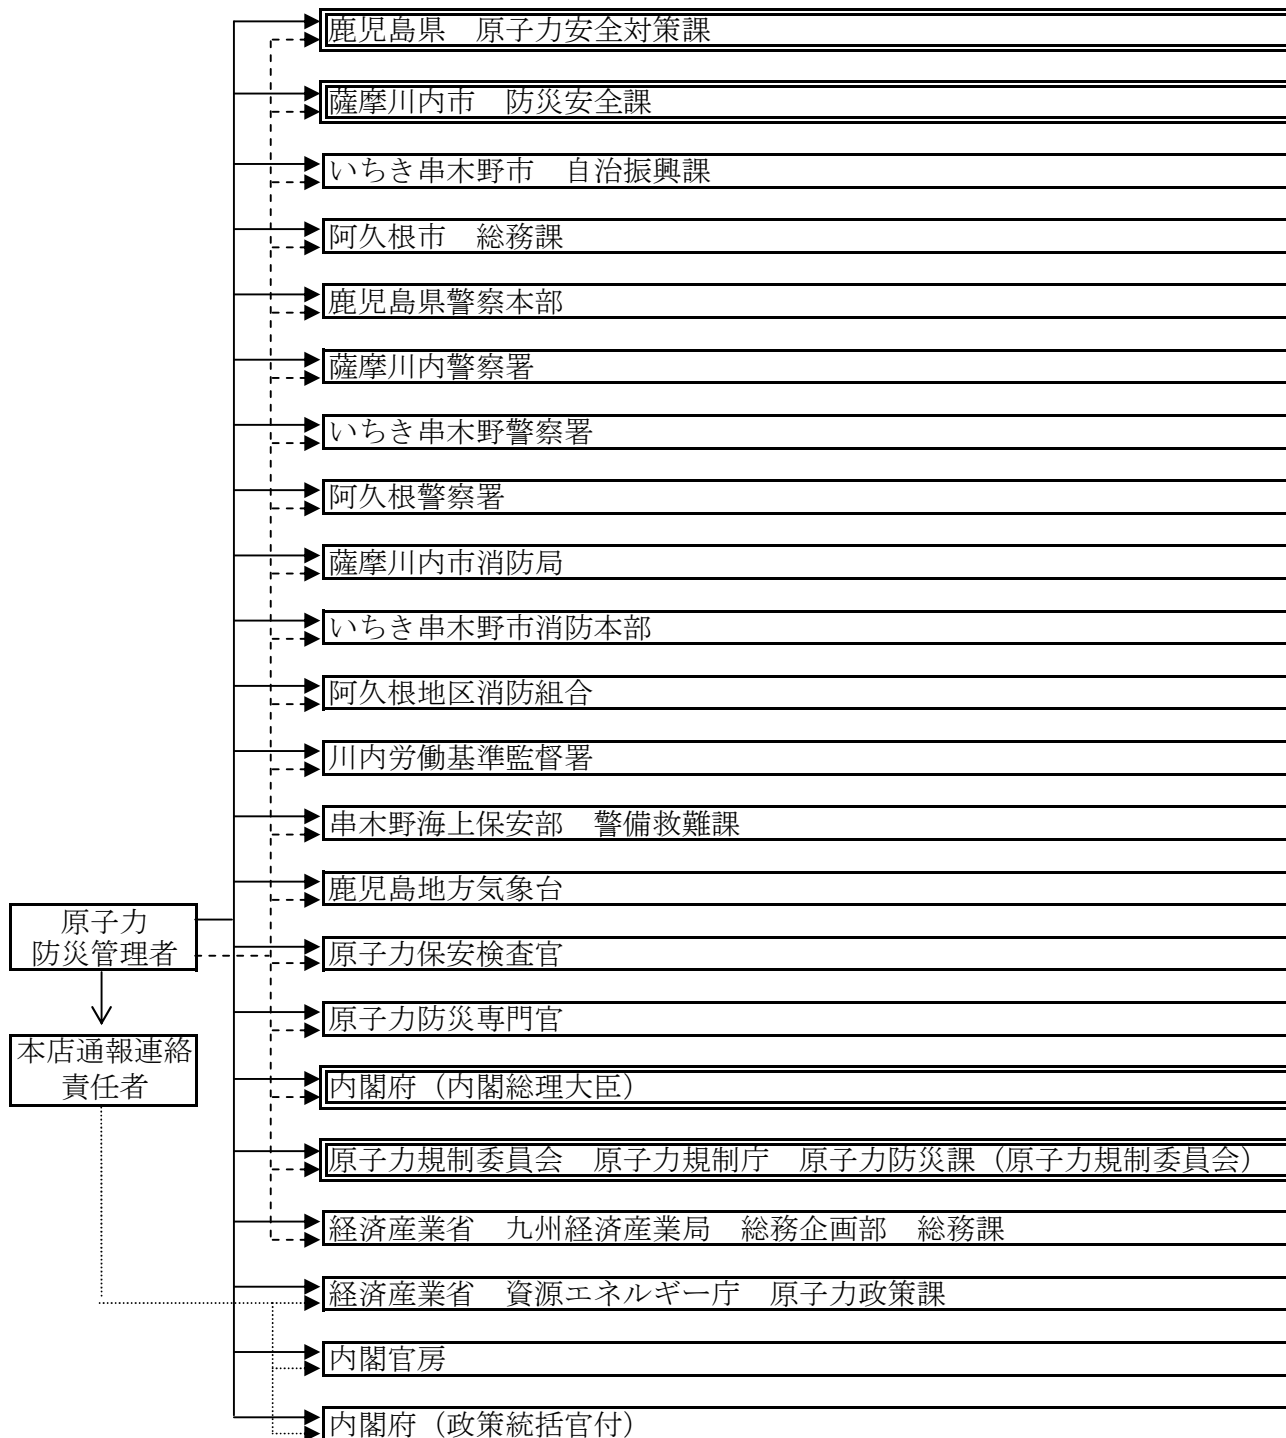 鹿児島県　原子力安全対策課
薩摩川内市　防災安全課
いちき串木野市　自治振興課
阿久根市　総務課
鹿児島県警察本部
薩摩川内警察署
いちき串木野警察署
阿久根警察署
薩摩川内市消防局
いちき串木野市消防本部
阿久根地区消防組合
川内労働基準監督署
串木野海上保安部　警備救難課
鹿児島地方気象台
原子力
防災管理者
原子力保安検査官
原子力防災専門官
本店通報連絡
責任者
内閣府（内閣総理大臣）
原子力規制委員会　原子力規制庁　原子力防災課（原子力規制委員会）
経済産業省　九州経済産業局　総務企画部　総務課
経済産業省　資源エネルギー庁　原子力政策課
内閣官房
内閣府（政策統括官付）